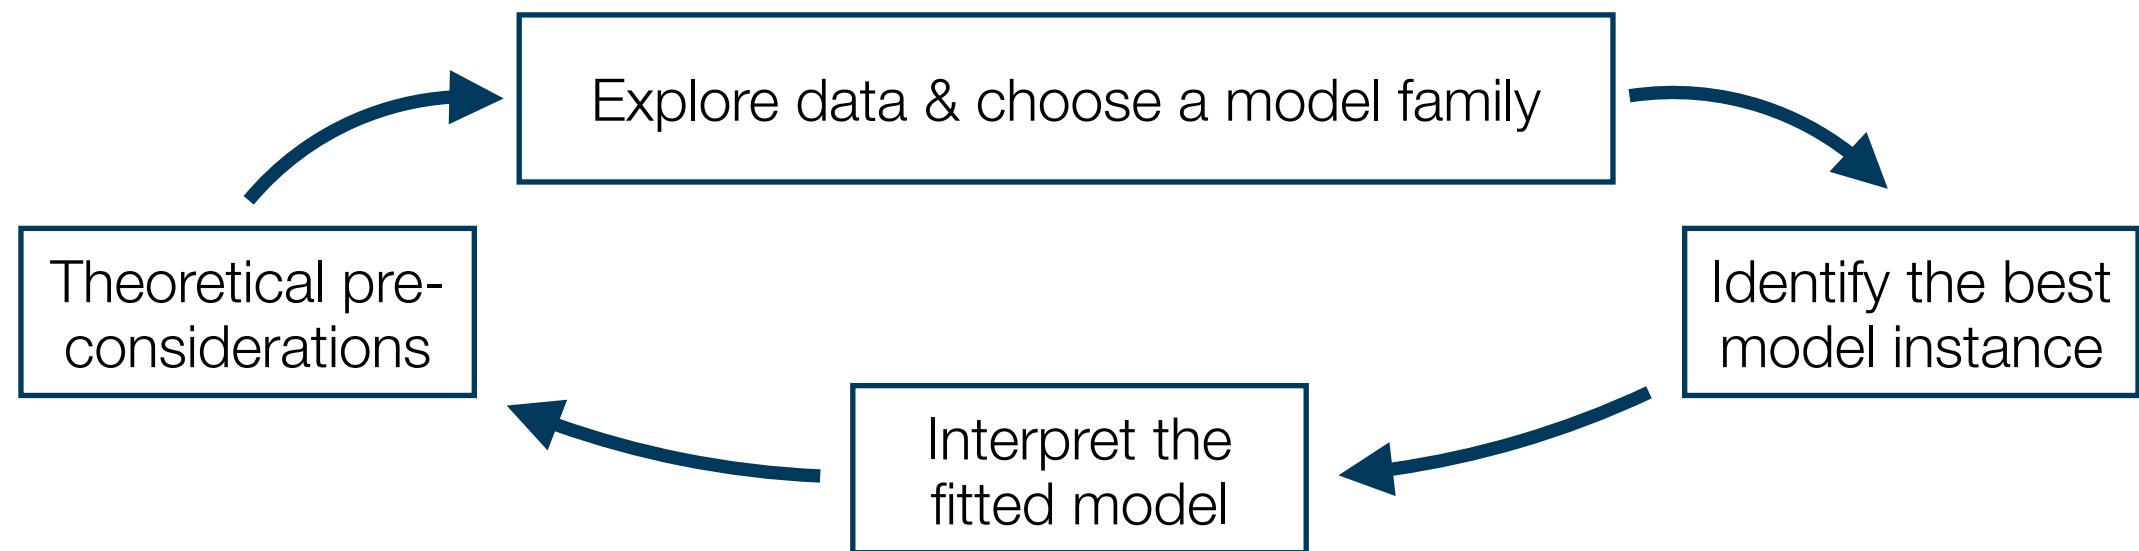 Explore data & choose a model family
Theoretical pre-
considerations
Identify the best
model instance
Interpret the
fitted model